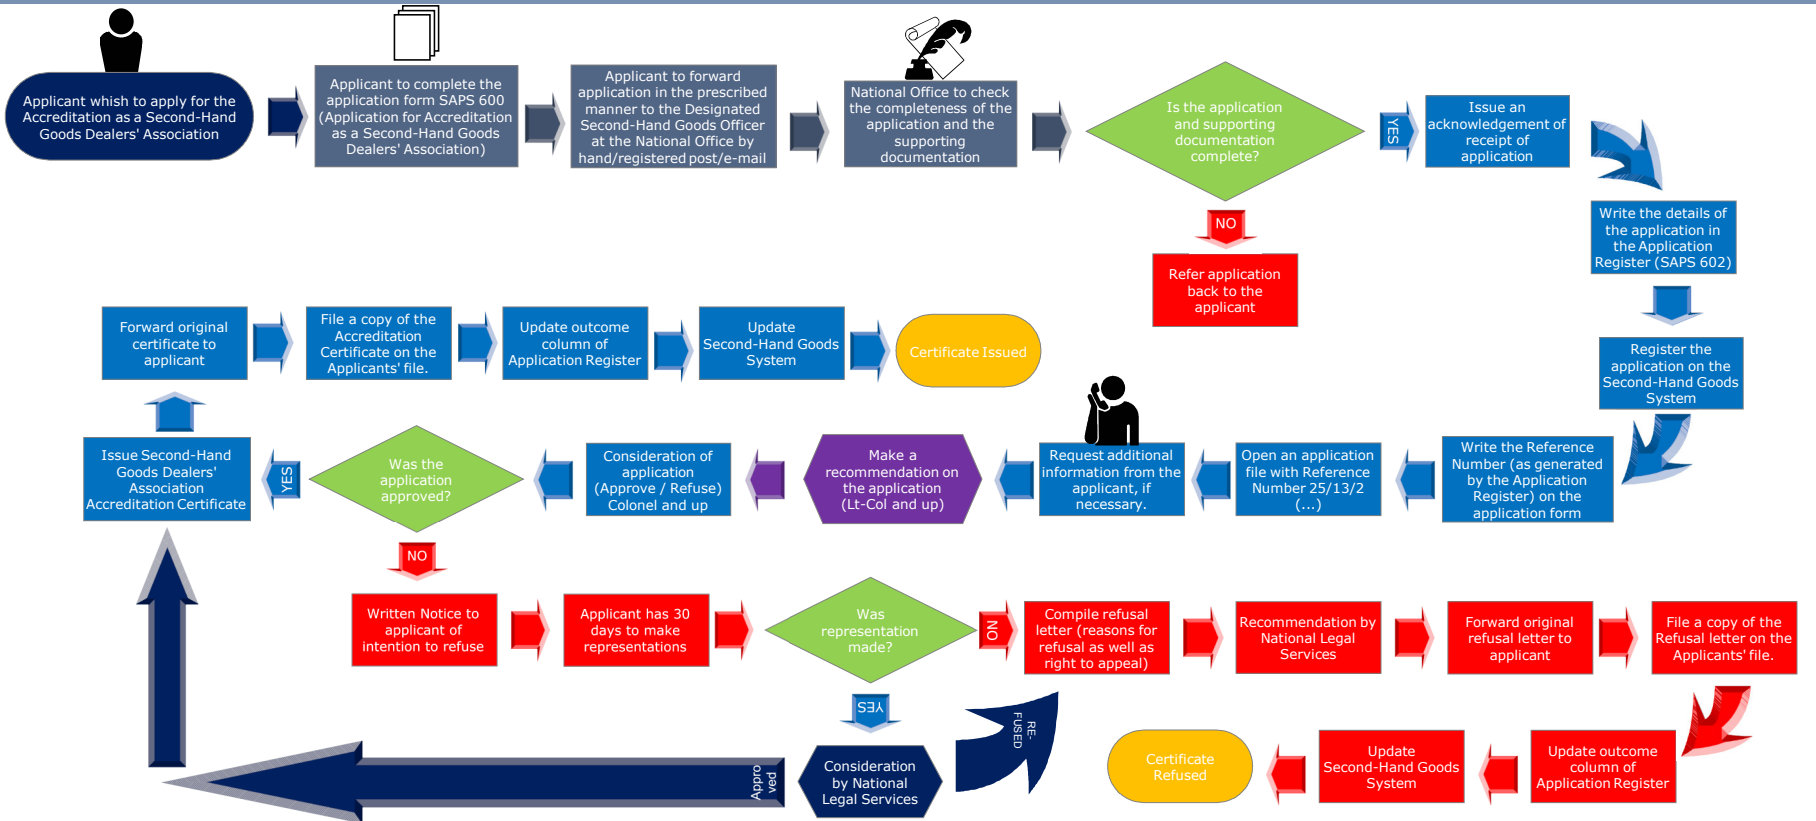 Applicant whish to apply for the
Accreditation as a Second-Hand
Goods Dealers' Association
Applicant to complete the
application form SAPS 600
(Application for Accreditation
as a Second-Hand Goods
Dealers' Association)
Applicant to forward
application in the prescribed
manner to the Designated
Second-Hand Goods Officer
at the National Office by
hand/registered post/e-mail
National Office to check
the completeness of the
application and the
supporting
documentation
Is the application
and supporting
documentation
complete?
YES
Issue an
acknowledgement of
receipt of
application
NO
Refer application
back to the
applicant
Write the details of
the application in
the Application
Register (SAPS 602)
Register the
application on the
Second-Hand Goods
System
Write the Reference
Number (as generated
by the Application
Register) on the
application form
Open an application
file with Reference
Number 25/13/2
(...)
Request additional
information from the
applicant, if
necessary.
Make a
recommendation on
the application
(Lt-Col and up)
Consideration of
application
(Approve / Refuse)
Colonel and up
Was the
application
approved?
YES
Issue Second-Hand
Goods Dealers'
Association
Accreditation Certificate
Forward original
certificate to
applicant
File a copy of the
Accreditation
Certificate on the
Applicants' file.
Update outcome
column of
Application Register
Update
Second-Hand Goods
System
Certificate Issued
NO
Written Notice to
applicant of
intention to refuse
Applicant has 30
days to make
representations
Was
representation
made?
NO
Compile refusal
letter (reasons for
refusal as well as
right to appeal)
Recommendation by
National Legal
Services
Forward original
refusal letter to
applicant
File a copy of the
Refusal letter on the
Applicants' file.
YES
Consideration
by National
Legal Services
RE-
FUSED
Appro
ved
Update outcome
column of
Application Register
Update
Second-Hand Goods
System
Certificate
Refused